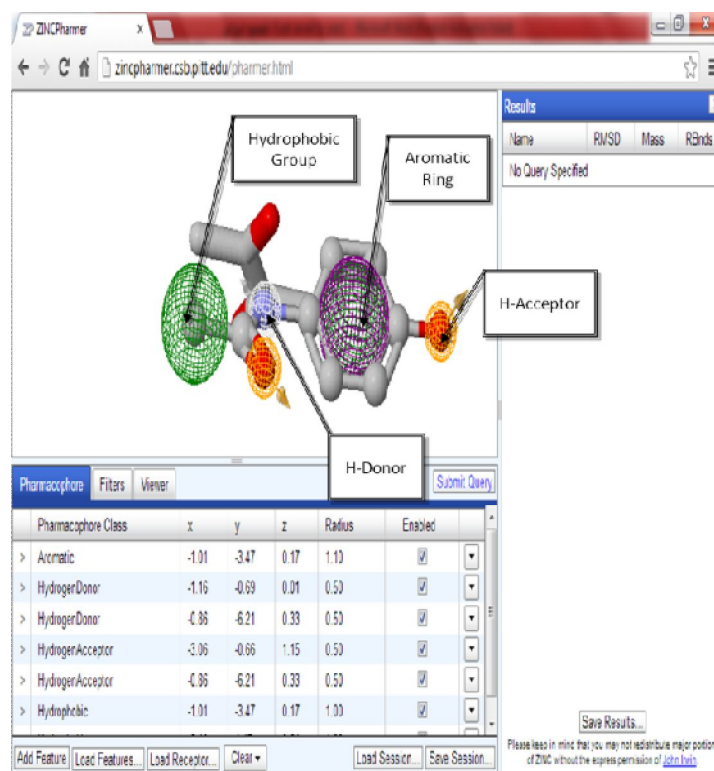 ZINCPharmer
zincpharmer.csb.pitt.edu/pharmer.html
Hydrophobic
Group
Aromatic
Ring
H-Acceptor
H-Donor
Results
Name RMSD Mass RBnds
No Query Specified
Pharmacophore Filters Viewer Submit Query
Pharmacophore Class x y z Radius Enabled
> Aromatic -1.01 -3.47 0.17 1.10
> HydrogenDonor -1.16 -0.69 0.01 0.50
> HydrogenDonor -0.86 -6.21 0.33 0.50
> HydrogenAcceptor -3.06 -0.66 1.15 0.50
> HydrogenAcceptor -0.86 -6.21 0.33 0.50
> Hydrophobic -1.01 -3.47 0.17 1.00
Add Feature Load Features... Load Receptor... Clear Load Session... Save Session...
Save Results...
Please keep in mind that you may not redistribute major portion
of ZINC without the express permission of John Irwin.